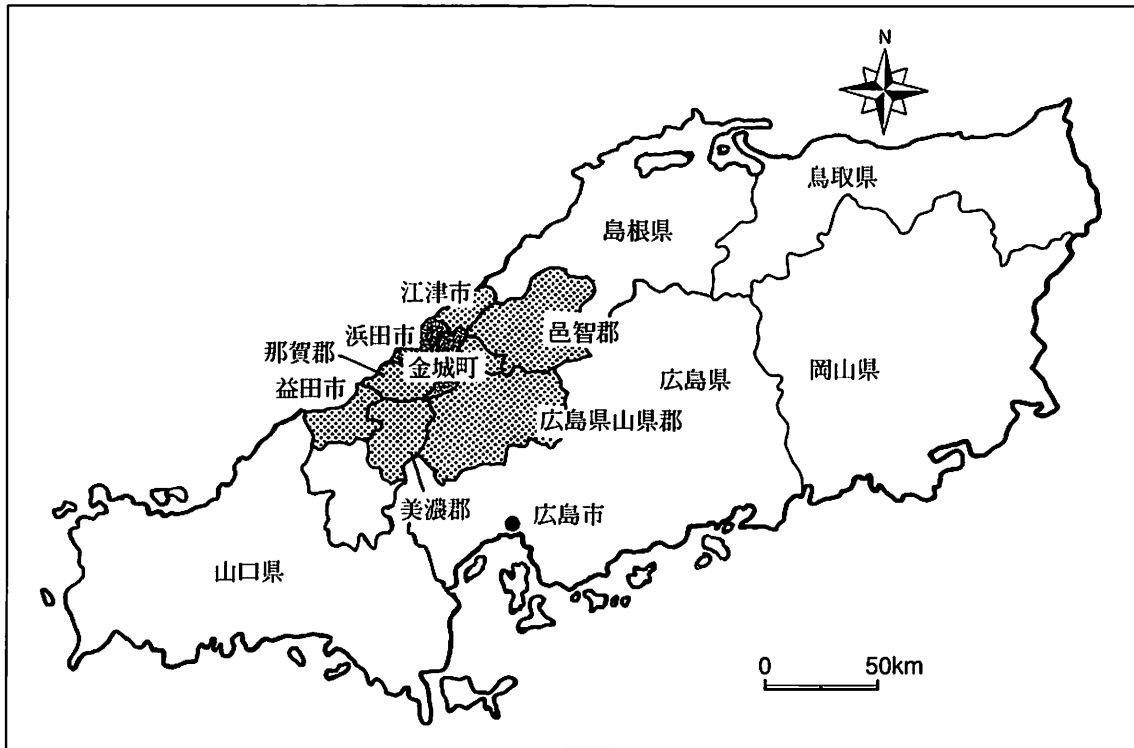 N
鳥取県
島根県
江津市
浜田市
邑智郡
那賀郡
金城町
益田市
広島県
岡山県
広島県山県郡
美濃郡
広島市
山口県
0 50km